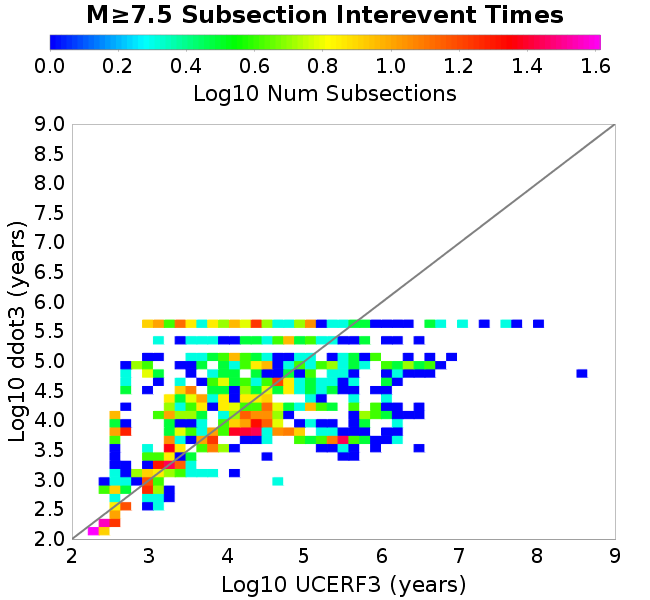 M≥7.5 Subsection Interevent Times
0.0 0.2 0.4 0.6 0.8 1.0 1.2 1.4 1.6
Log10 Num Subsections
9.0
8.5
8.0
7.5
7.0
6.5
6.0
5.5
5.0
4.5
4.0
3.5
3.0
2.5
2.0
Log10 ddot3 (years)
2 3 4 5 6 7 8 9
Log10 UCERF3 (years)